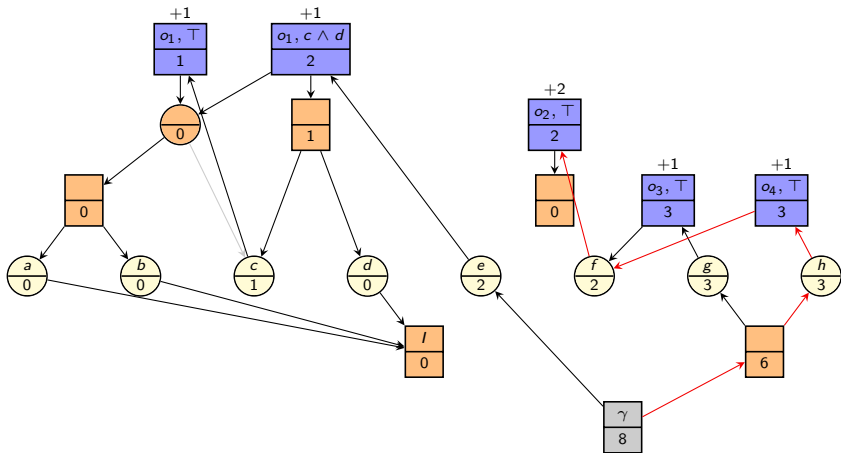 +1 +1
o₁, ⊤ o₁, c ∧ d
1 2
+2
o₂, ⊤
2
0 1
+1 +1
o₃, ⊤ o₄, ⊤
3 3
0 0
a b c d e f g h
0 0 1 0 2 2 3 3
I
0 6
γ
8